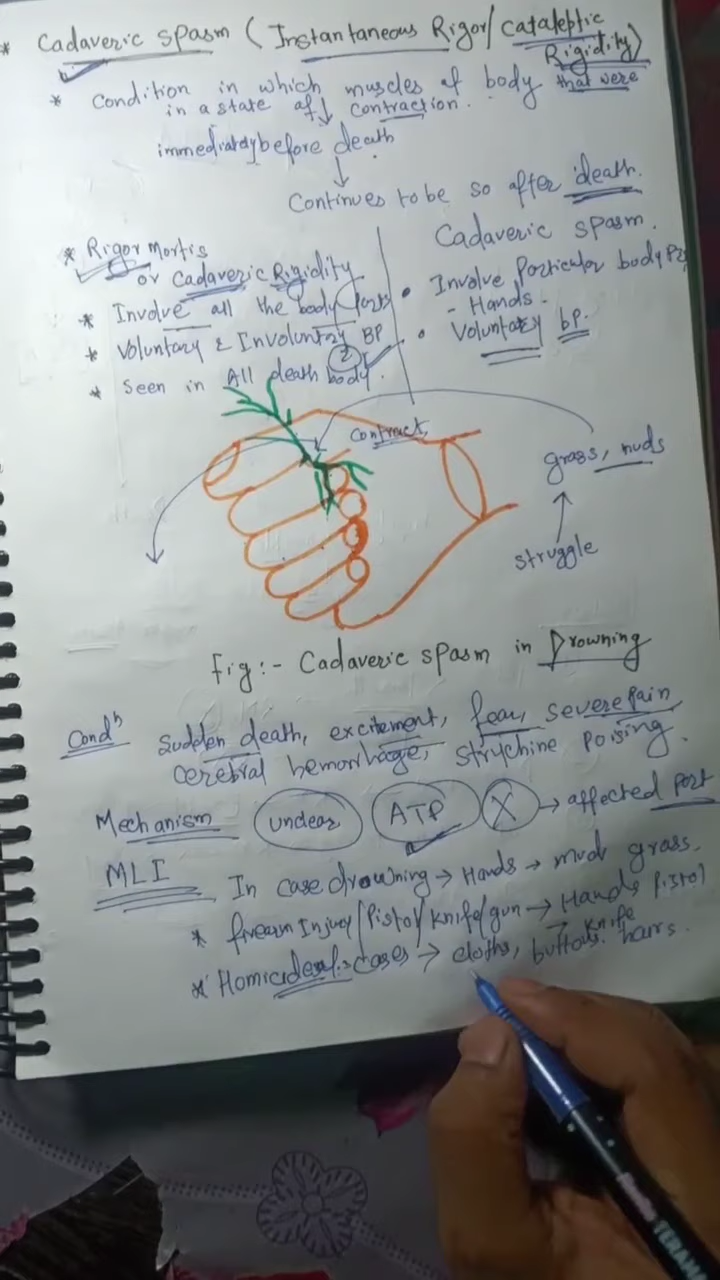 * Cadaveric spasm ( Instantaneous Rigor/ Cataleptic Rigidity)
* Condition in which muscles of body that were
in a state of contraction.
immediately before death
Continues to be so after death.
* Rigor mortis
or Cadaveric Rigidity
* Involve all the body parts
* Voluntary & Involuntary BP
* Seen in All death body.
2
Cadaveric spasm.
• Involve Particular body
- Hands -
• Voluntary bP.
Contract,
grass, muds
struggle
Fig:- Cadaveric spasm in Drowning
Condⁿ Sudden death, excitement, fear, severe pain
cerebral hemorrhage, strychine poising.
Mechanism unclear ATP X → affected Port
MLI In case drowning → Hands → mud grass.
* firearm Injury/Pistol/Knife/gun → Hands Pistol
→ Knife
* Homicideal:cases → cloths, buttons. hairs.